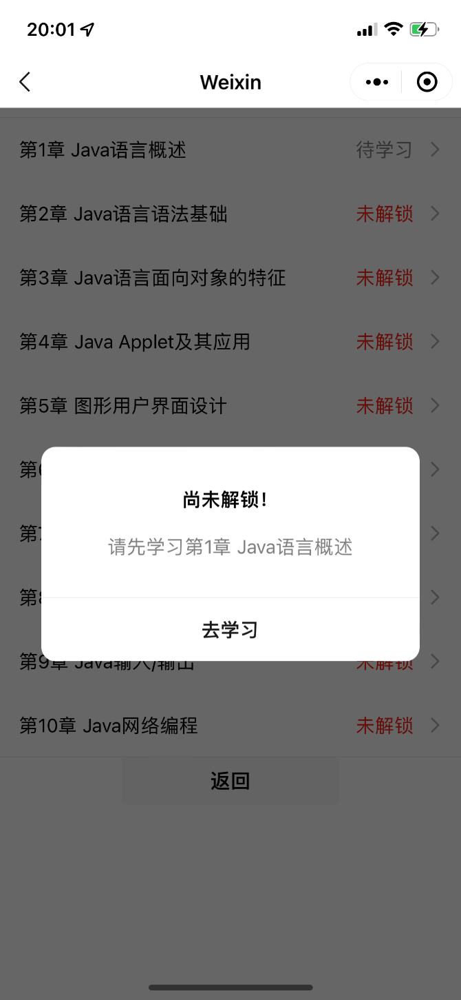 20:01
Weixin
第1章 Java语言概述 待学习
第2章 Java语言语法基础 未解锁
第3章 Java语言面向对象的特征 未解锁
第4章 Java Applet及其应用 未解锁
第5章 图形用户界面设计 未解锁
第6
尚未解锁!
第7
请先学习第1章 Java语言概述
第8
去学习
第9章 Java输入/输出 未解锁
第10章 Java网络编程 未解锁
返回